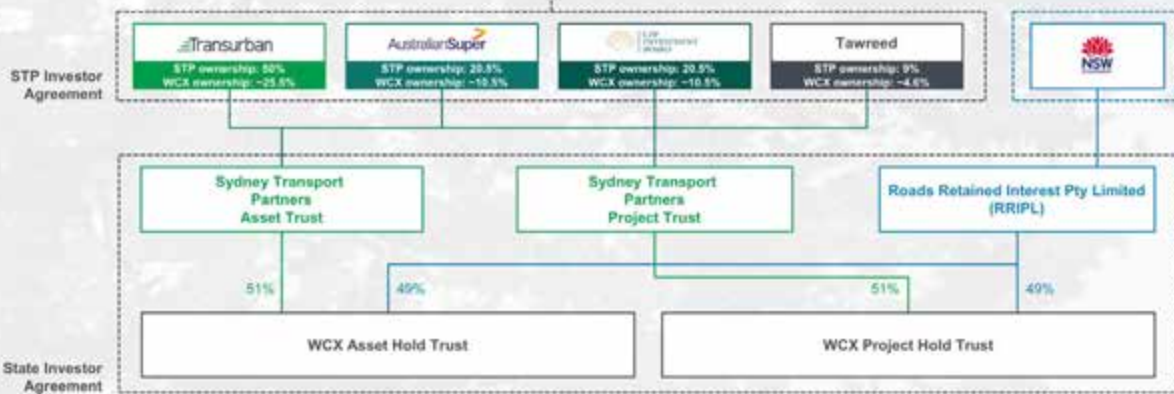 Transurban
AustralianSuper
Tawreed
NSW
STP ownership: 50%
WCX ownership: ~25.5%
STP ownership: 20.5%
WCX ownership: ~10.5%
STP ownership: 20.5%
WCX ownership: ~10.5%
STP ownership: 9%
WCX ownership: ~4.6%
STP Investor
Agreement
Sydney Transport
Partners
Asset Trust
Sydney Transport
Partners
Project Trust
Roads Retained Interest Pty Limited
(RRIPL)
51%
49%
51%
49%
WCX Asset Hold Trust
WCX Project Hold Trust
State Investor
Agreement